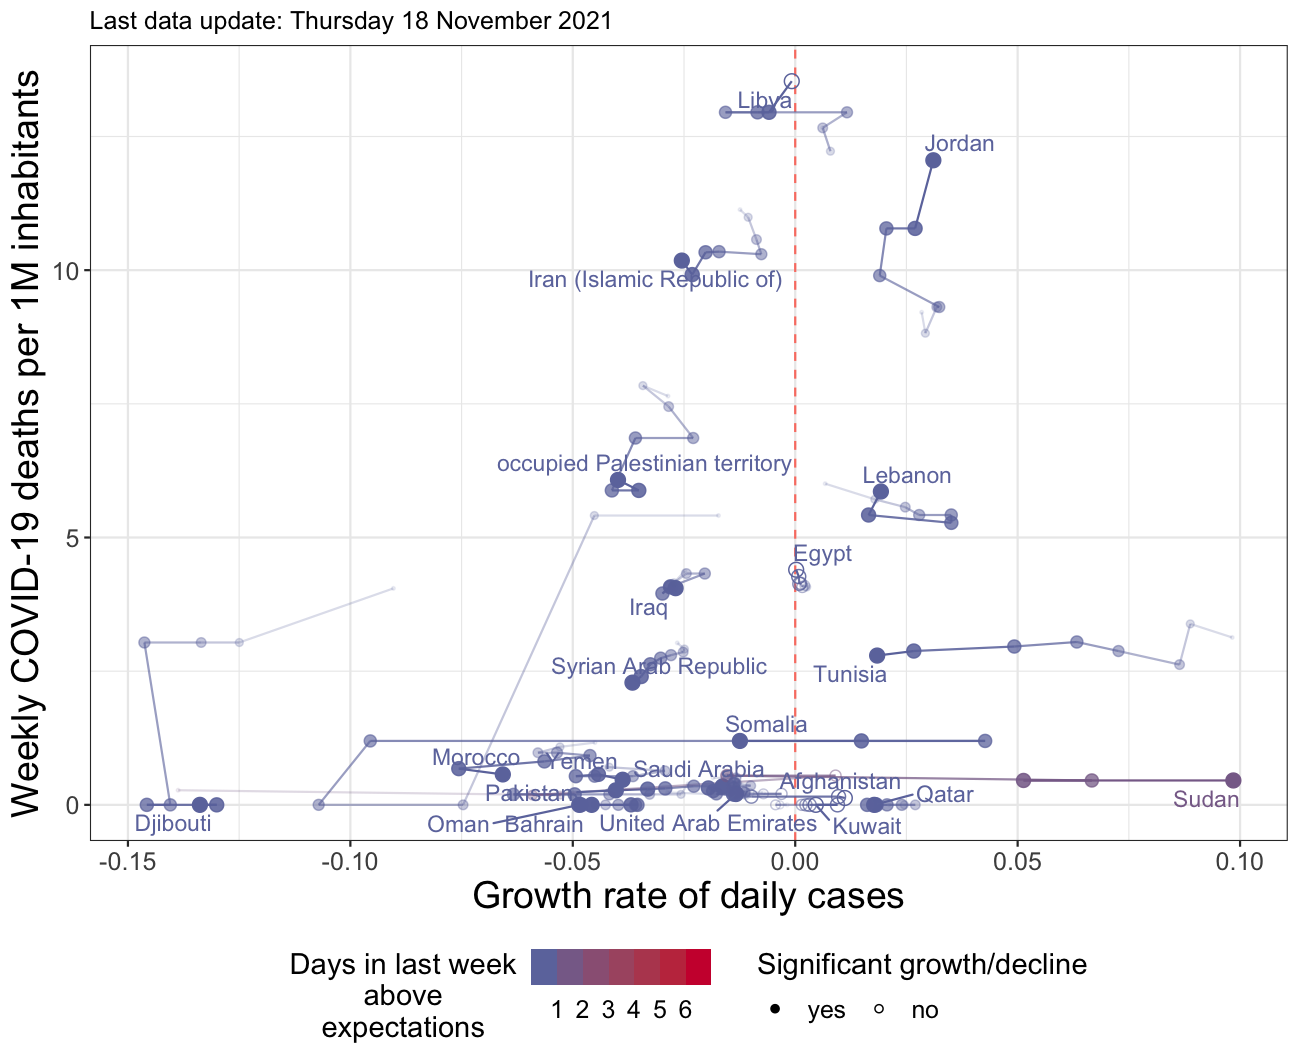 Last data update: Thursday 18 November 2021
Weekly COVID-19 deaths per 1M inhabitants
10
5
0
Libya
Jordan
Iran (Islamic Republic of)
occupied Palestinian territory
Lebanon
Egypt
Iraq
Syrian Arab Republic
Tunisia
Somalia
Morocco
Yemen
Saudi Arabia
Afghanistan
Pakistan
Qatar
Sudan
Djibouti
Oman
Bahrain
United Arab Emirates
Kuwait
-0.15
-0.10
-0.05
0.00
0.05
0.10
Growth rate of daily cases
Days in last week
above
expectations
1 2 3 4 5 6
Significant growth/decline
yes
no